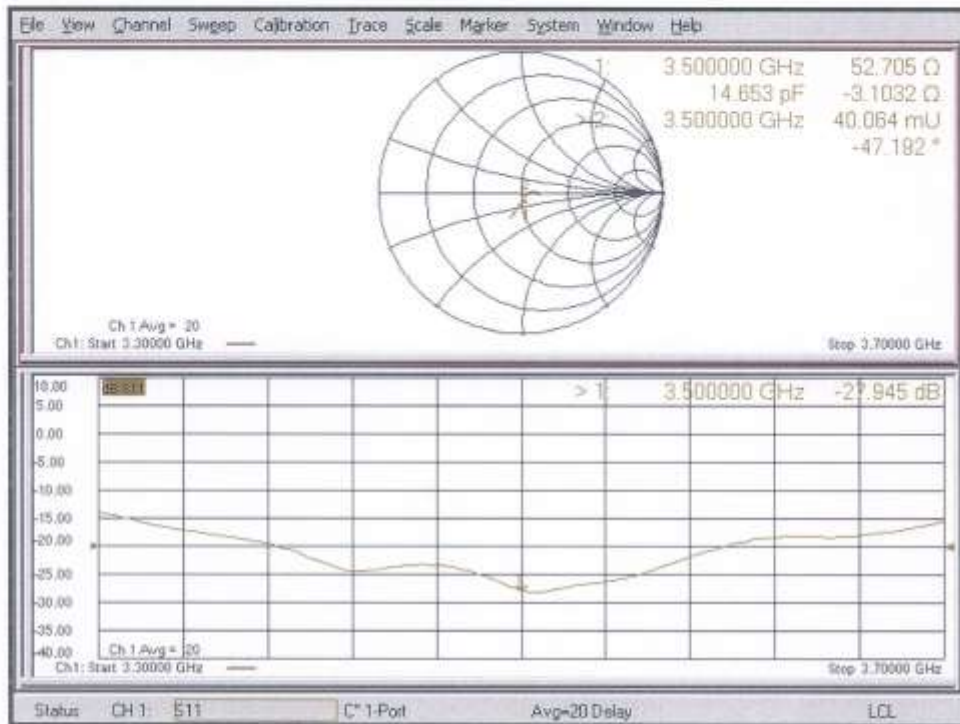 File View Channel Sweep Calibration Trace Scale Marker System Window Help
1: 3.500000 GHz 52.705 Ω
14.653 pF -3.1032 Ω
>2: 3.500000 GHz 40.064 mU
-47.192 °
Ch 1 Avg = 20
Ch1: Start 3.30000 GHz Stop 3.70000 GHz
10.00 dB S11 > 1: 3.500000 GHz -27.945 dB
5.00
0.00
-5.00
-10.00
-15.00
-20.00
-25.00
-30.00
-35.00
-40.00
Ch 1 Avg = 20
Ch1: Start 3.30000 GHz Stop 3.70000 GHz
Status CH 1: S11 C* 1-Port Avg=20 Delay LCL